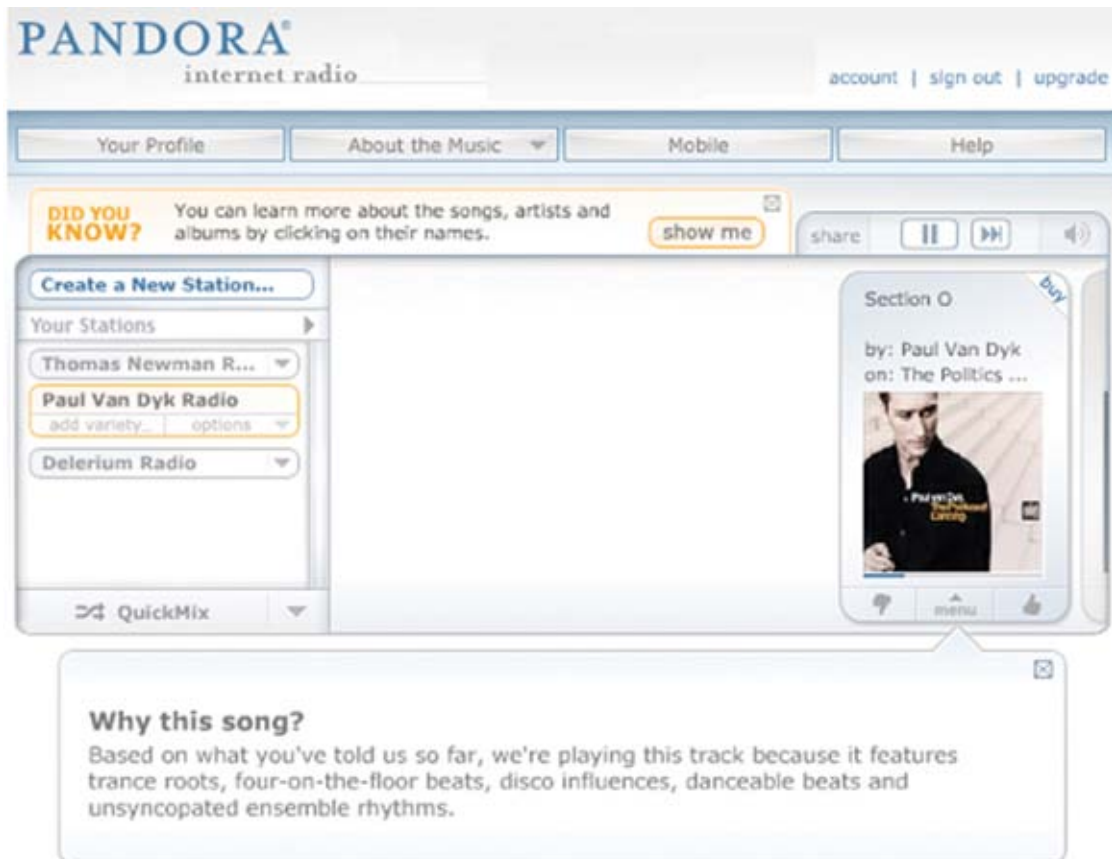 PANDORA®
internet radio
account | sign out | upgrade
Your Profile
About the Music
Mobile
Help
DID YOU
KNOW?
You can learn more about the songs, artists and
albums by clicking on their names.
show me
share
Create a New Station...
Your Stations
Thomas Newman R...
Paul Van Dyk Radio
add variety...
options
Delerium Radio
QuickMix
buy
Section O
by: Paul Van Dyk
on: The Politics ...
Paul van Dyk
menu
Why this song?
Based on what you've told us so far, we're playing this track because it features
trance roots, four-on-the-floor beats, disco influences, danceable beats and
unsyncopated ensemble rhythms.